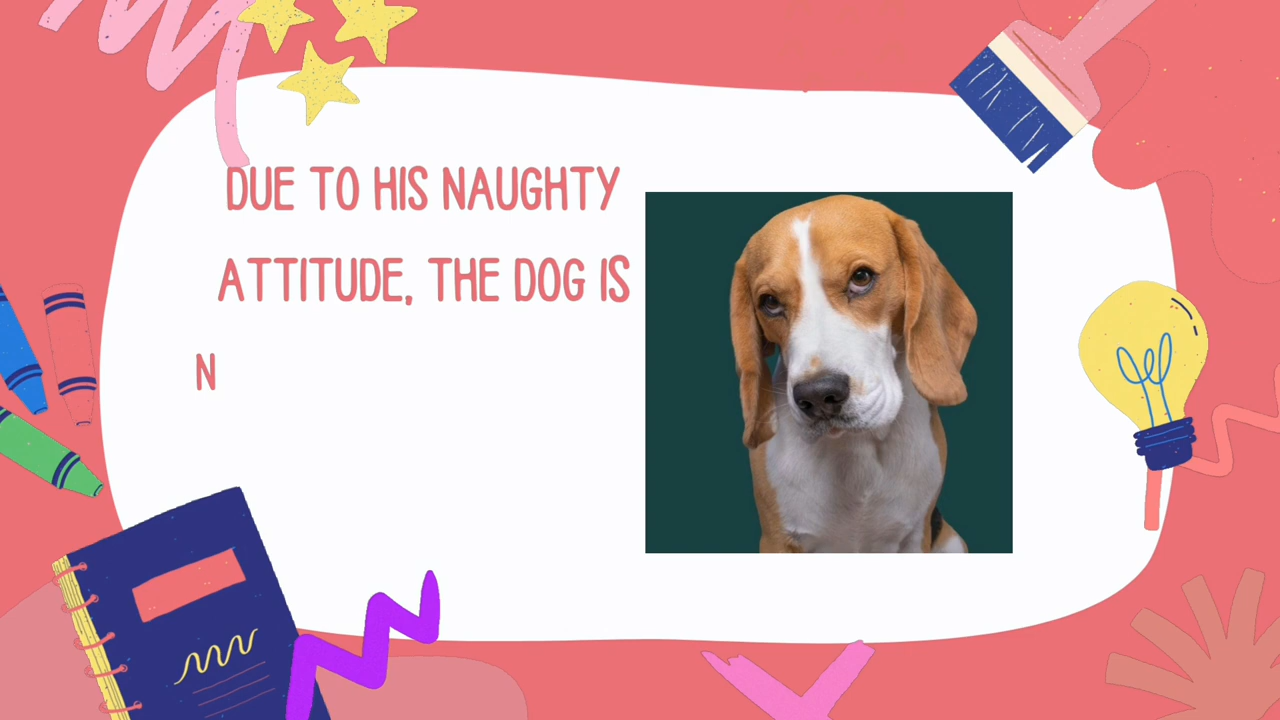 DUE TO HIS NAUGHTY
ATTITUDE, THE DOG IS
N